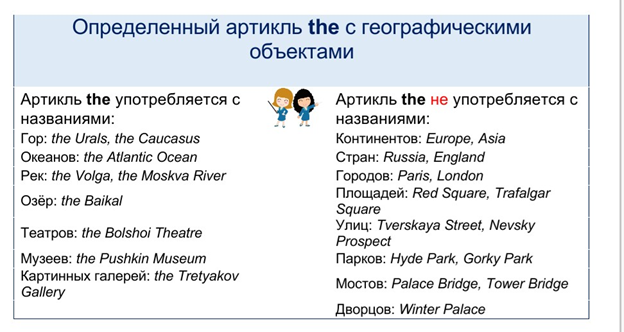 Определенный артикль the с географическими
объектами
Артикль the употребляется с
названиями:
Гор: the Urals, the Caucasus
Океанов: the Atlantic Ocean
Рек: the Volga, the Moskva River
Озёр: the Baikal
Театров: the Bolshoi Theatre
Музеев: the Pushkin Museum
Картинных галерей: the Tretyakov
Gallery
Артикль the не употребляется с
названиями:
Континентов: Europe, Asia
Стран: Russia, England
Городов: Paris, London
Площадей: Red Square, Trafalgar
Square
Улиц: Tverskaya Street, Nevsky
Prospect
Парков: Hyde Park, Gorky Park
Мостов: Palace Bridge, Tower Bridge
Дворцов: Winter Palace